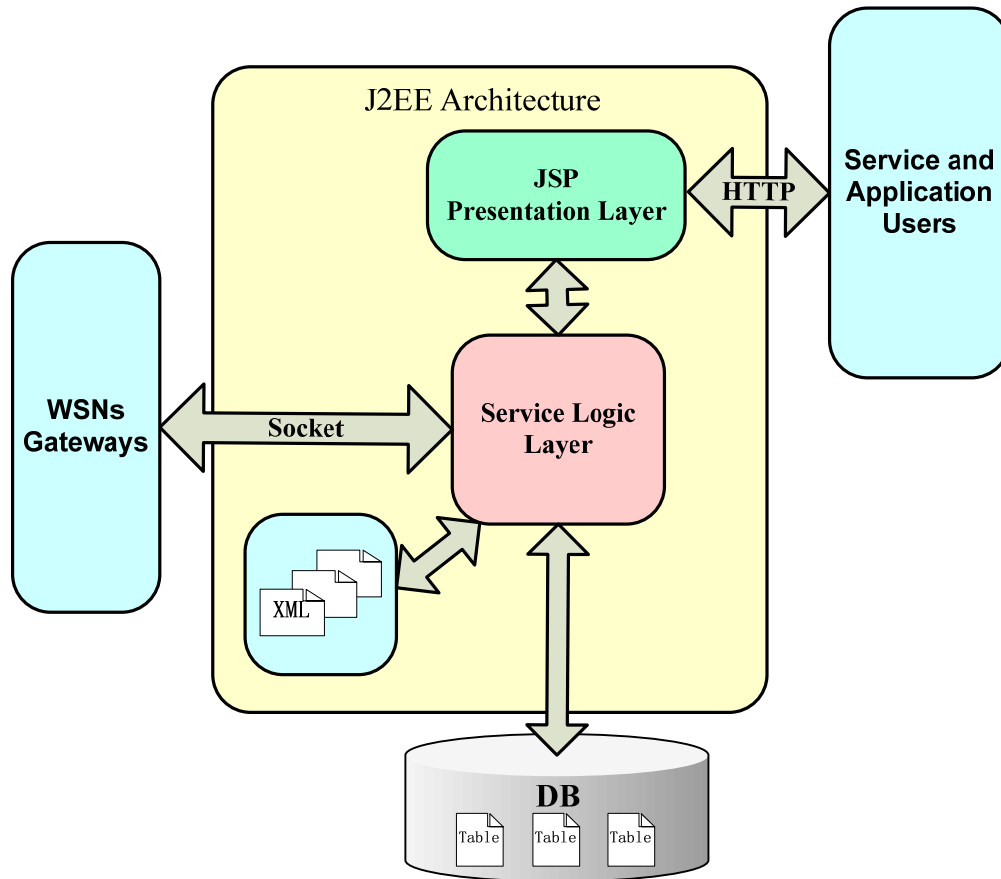 J2EE Architecture
JSP
Presentation Layer
HTTP
Service and
Application
Users
WSNs
Gateways
Socket
Service Logic
Layer
XML
DB
Table
Table
Table